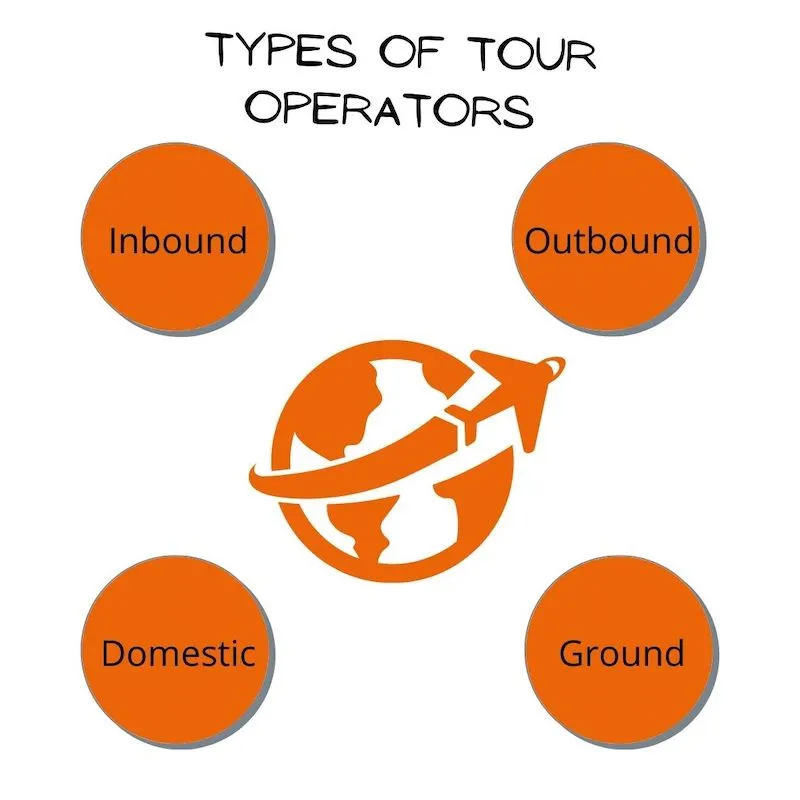 TYPES OF TOUR
OPERATORS
Inbound
Outbound
Domestic
Ground